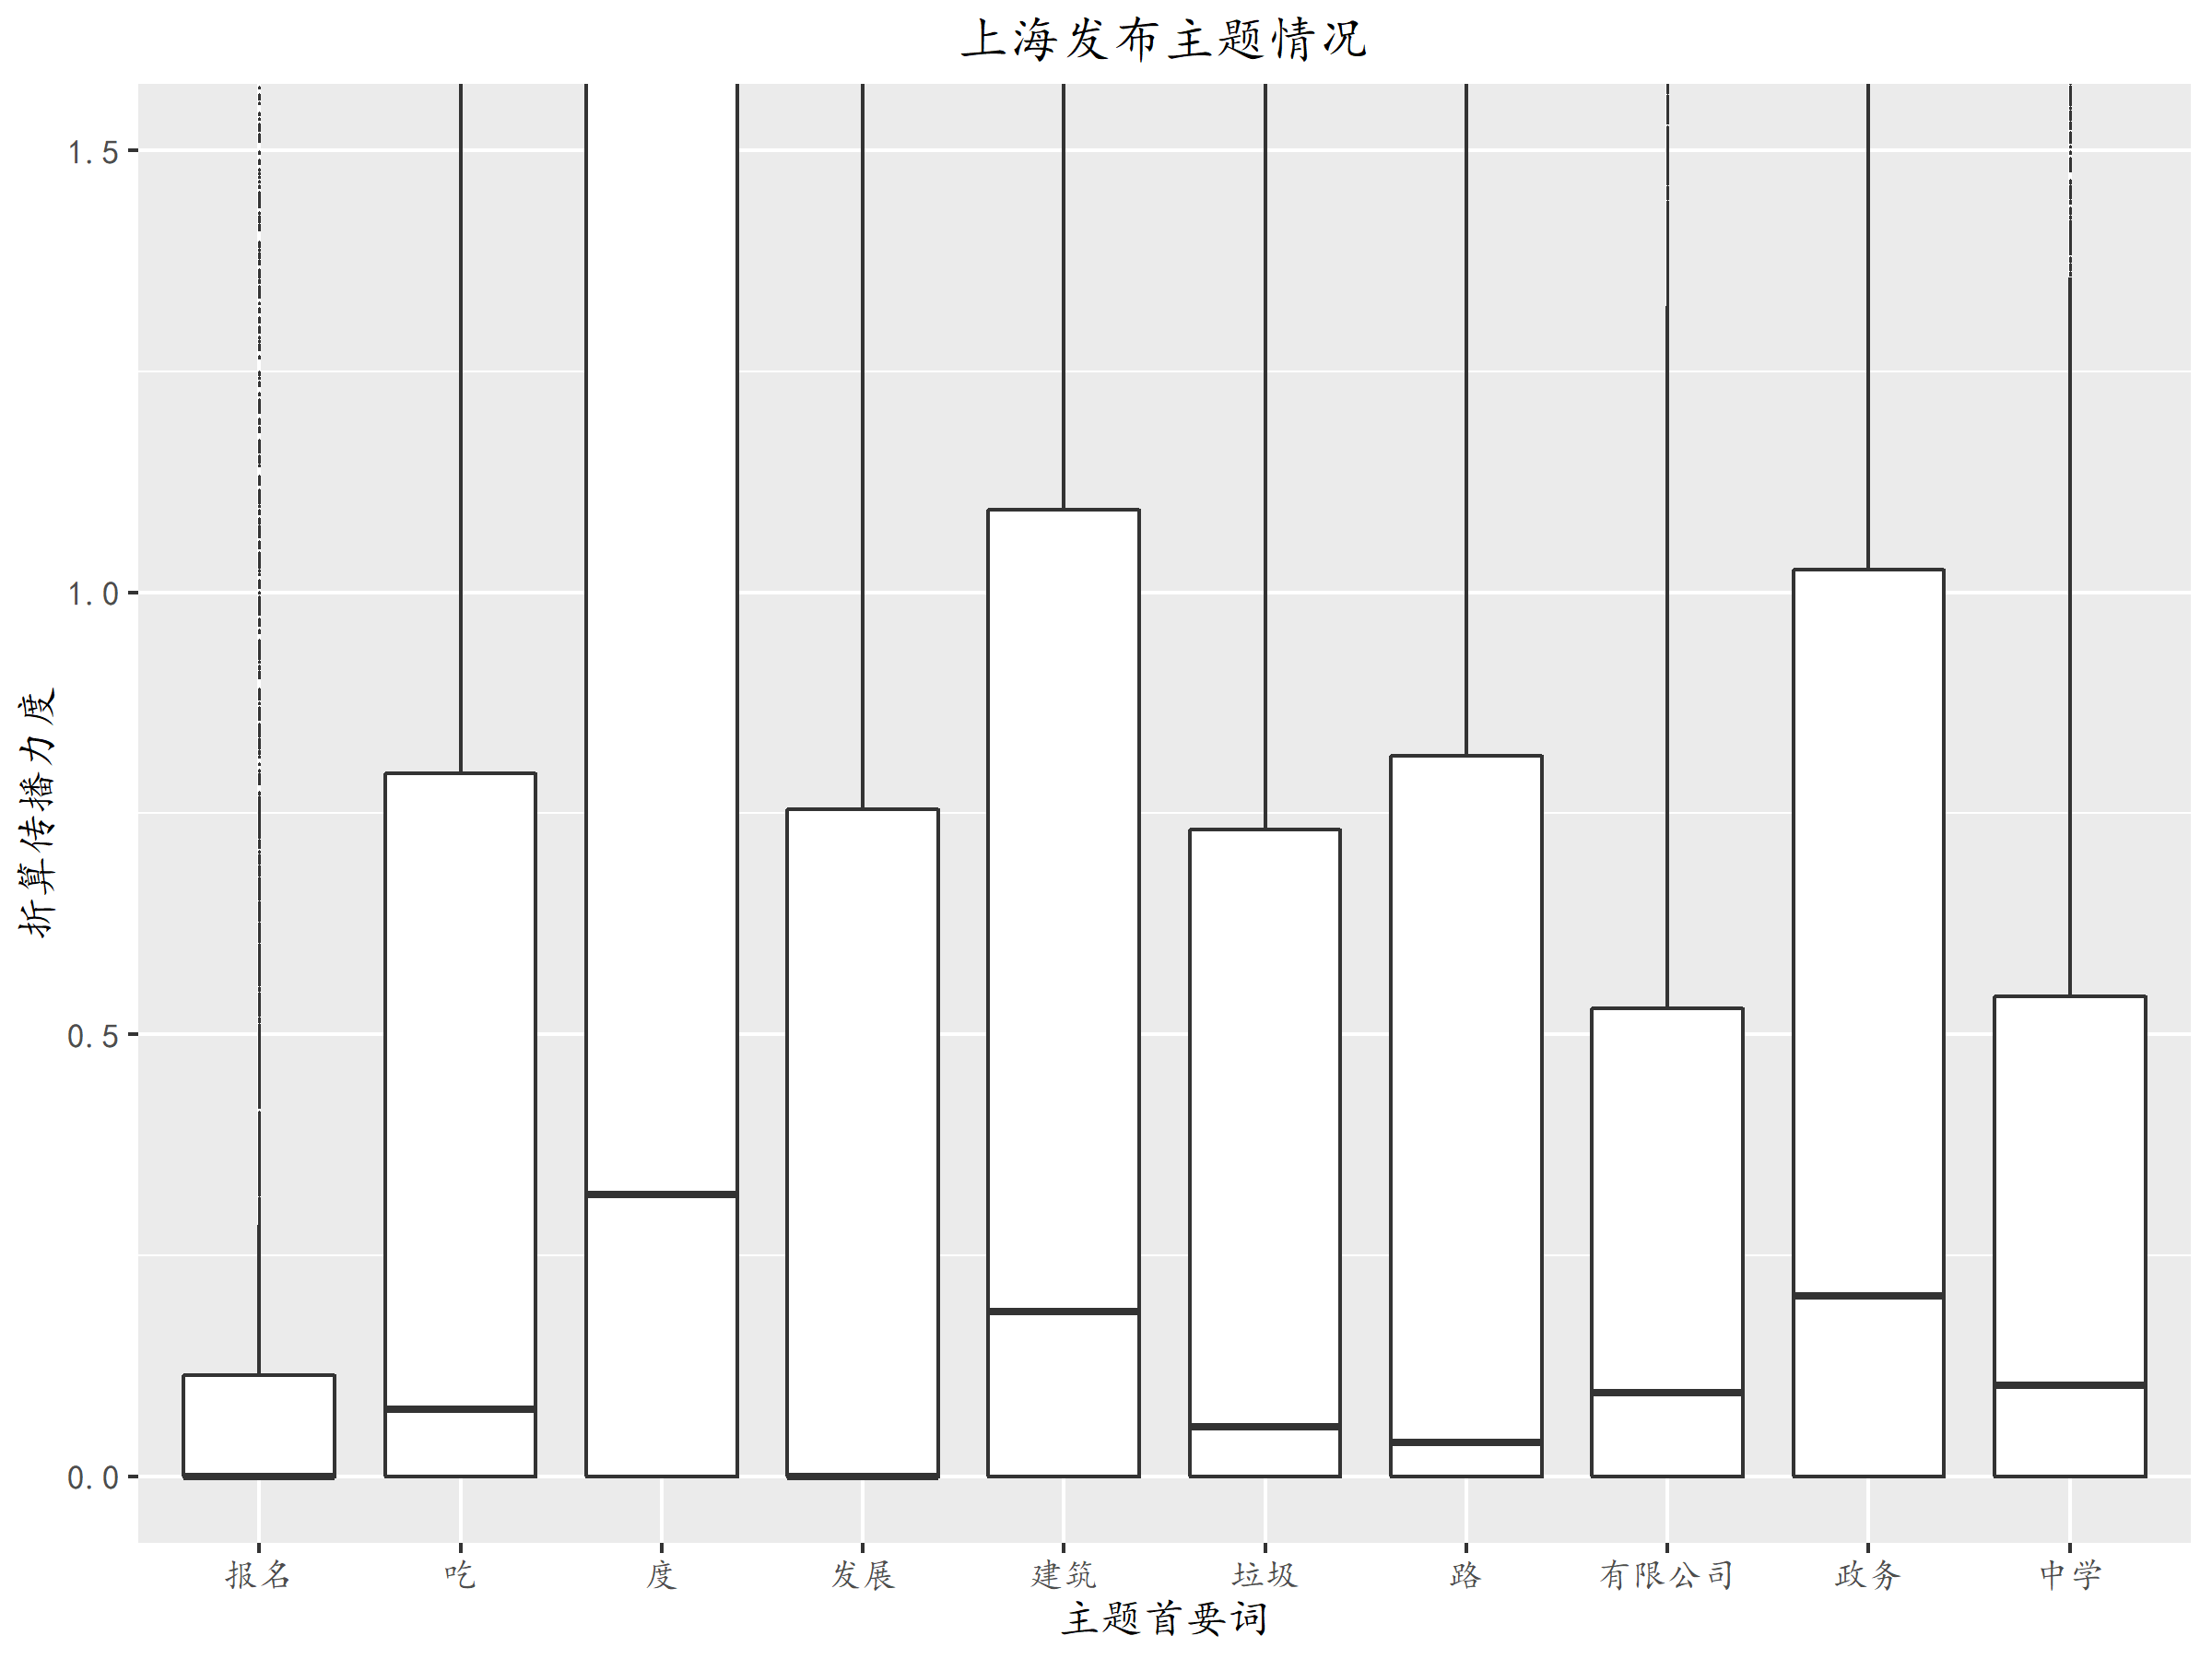 上海发布主题情况
折算传播力度
1.5
1.0
0.5
0.0
报名 吃 度 发展 建筑 垃圾 路 有限公司 政务 中学
主题首要词